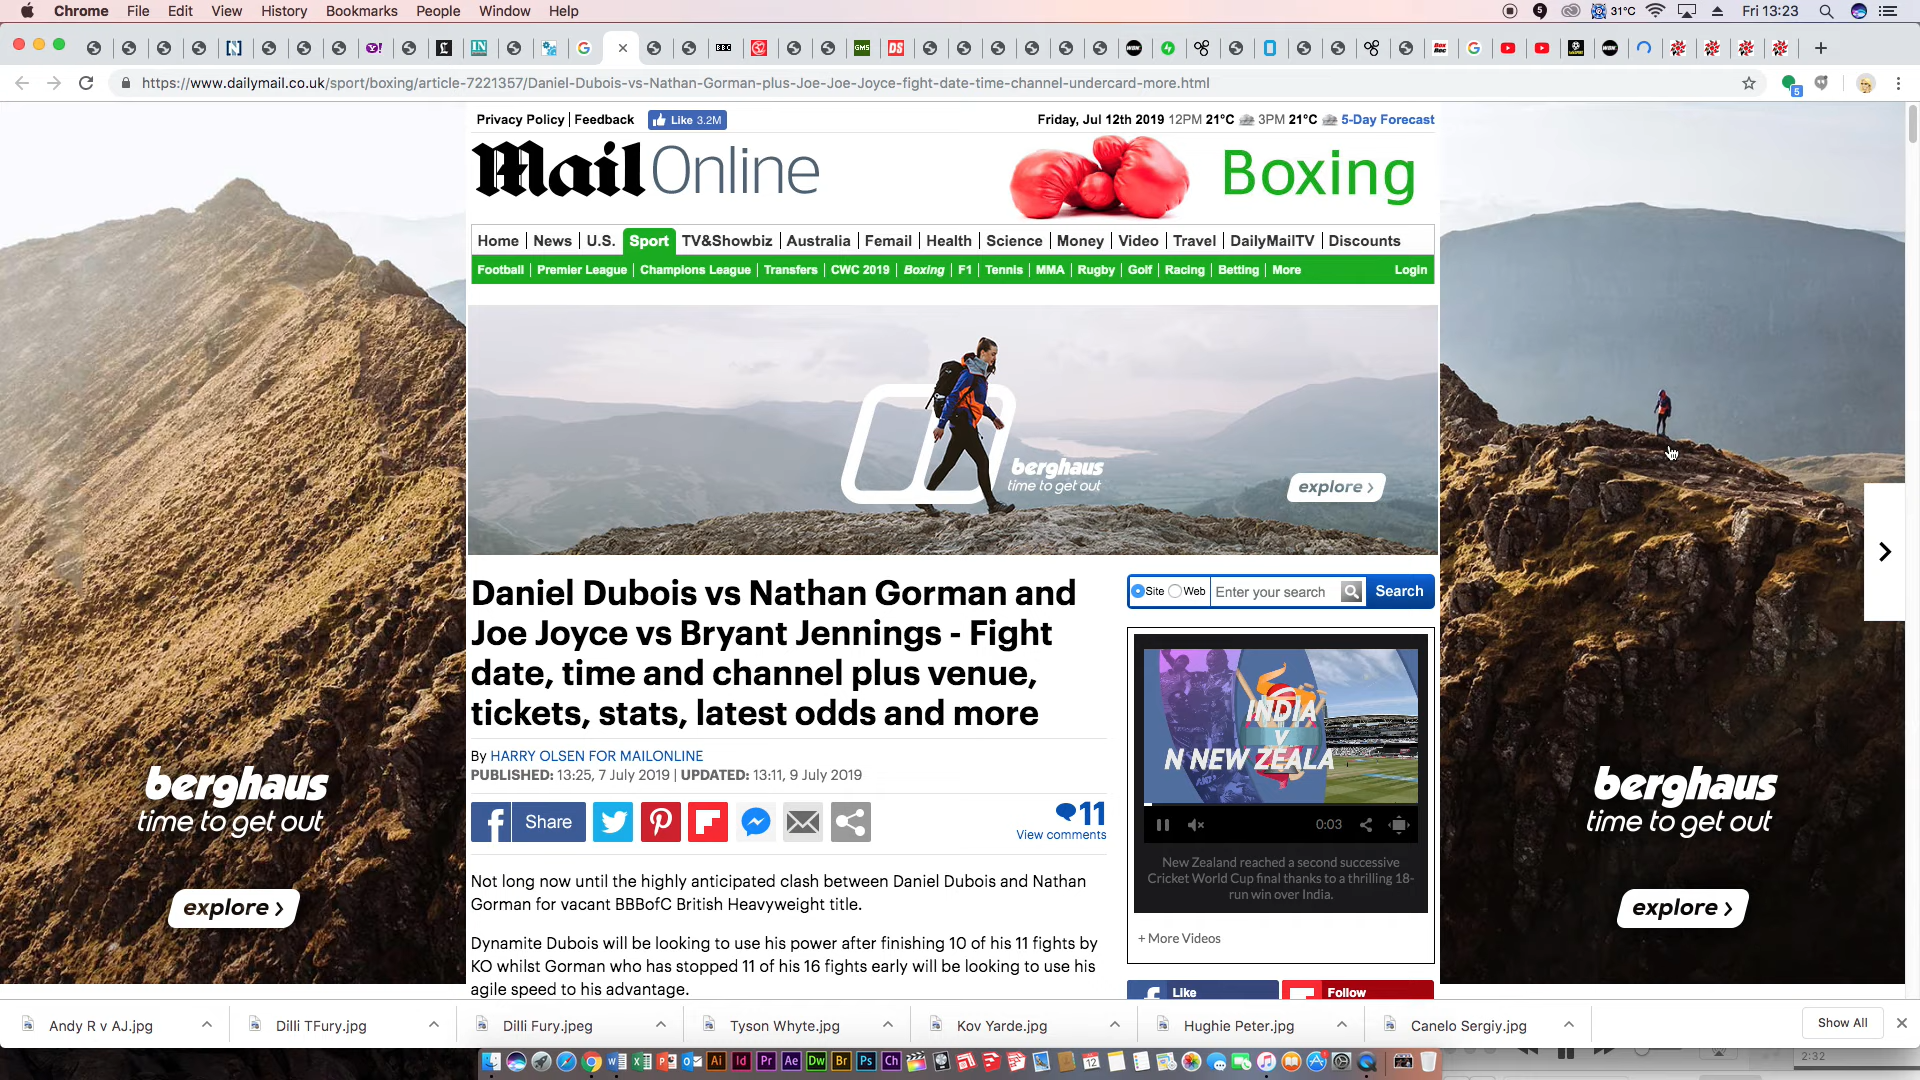 Chrome File Edit View History Bookmarks People Window Help
31°C Fri 13:23
https://www.dailymail.co.uk/sport/boxing/article-7221357/Daniel-Dubois-vs-Nathan-Gorman-plus-Joe-Joe-Joyce-fight-date-time-channel-undercard-more.html
Privacy Policy | Feedback Like 3.2M
Friday, Jul 12th 2019 12PM 21°C 3PM 21°C 5-Day Forecast
Mail Online
Boxing
Home News U.S. Sport TV&Showbiz Australia Femail Health Science Money Video Travel DailyMailTV Discounts
Football Premier League Champions League Transfers CWC 2019 Boxing F1 Tennis MMA Rugby Golf Racing Betting More Login
berghaus
time to get out
explore >
Daniel Dubois vs Nathan Gorman and
Joe Joyce vs Bryant Jennings - Fight
date, time and channel plus venue,
tickets, stats, latest odds and more
By HARRY OLSEN FOR MAILONLINE
PUBLISHED: 13:25, 7 July 2019 | UPDATED: 13:11, 9 July 2019
Share
11
View comments
Not long now until the highly anticipated clash between Daniel Dubois and Nathan
Gorman for vacant BBBofC British Heavyweight title.
Dynamite Dubois will be looking to use his power after finishing 10 of his 11 fights by
KO whilst Gorman who has stopped 11 of his 16 fights early will be looking to use his
agile speed to his advantage.
Site Web Enter your search Search
INDIA
V
N NEW ZEALA
0:03
New Zealand reached a second successive
Cricket World Cup final thanks to a thrilling 18-
run win over India.
+ More Videos
Like
Follow
berghaus
time to get out
explore >
berghaus
time to get out
explore >
Andy R v AJ.jpg
Dilli TFury.jpg
Dilli Fury.jpeg
Tyson Whyte.jpg
Kov Yarde.jpg
Hughie Peter.jpg
Canelo Sergiy.jpg
Show All
2:32